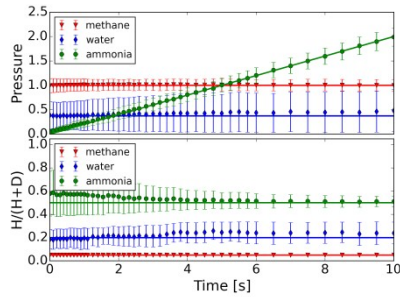 2.5
2.0
1.5
1.0
0.5
0.0
Pressure
methane
water
ammonia
1.0
0.8
0.6
0.4
0.2
0.0
H/(H+D)
methane
water
ammonia
0 2 4 6 8 10
Time [s]